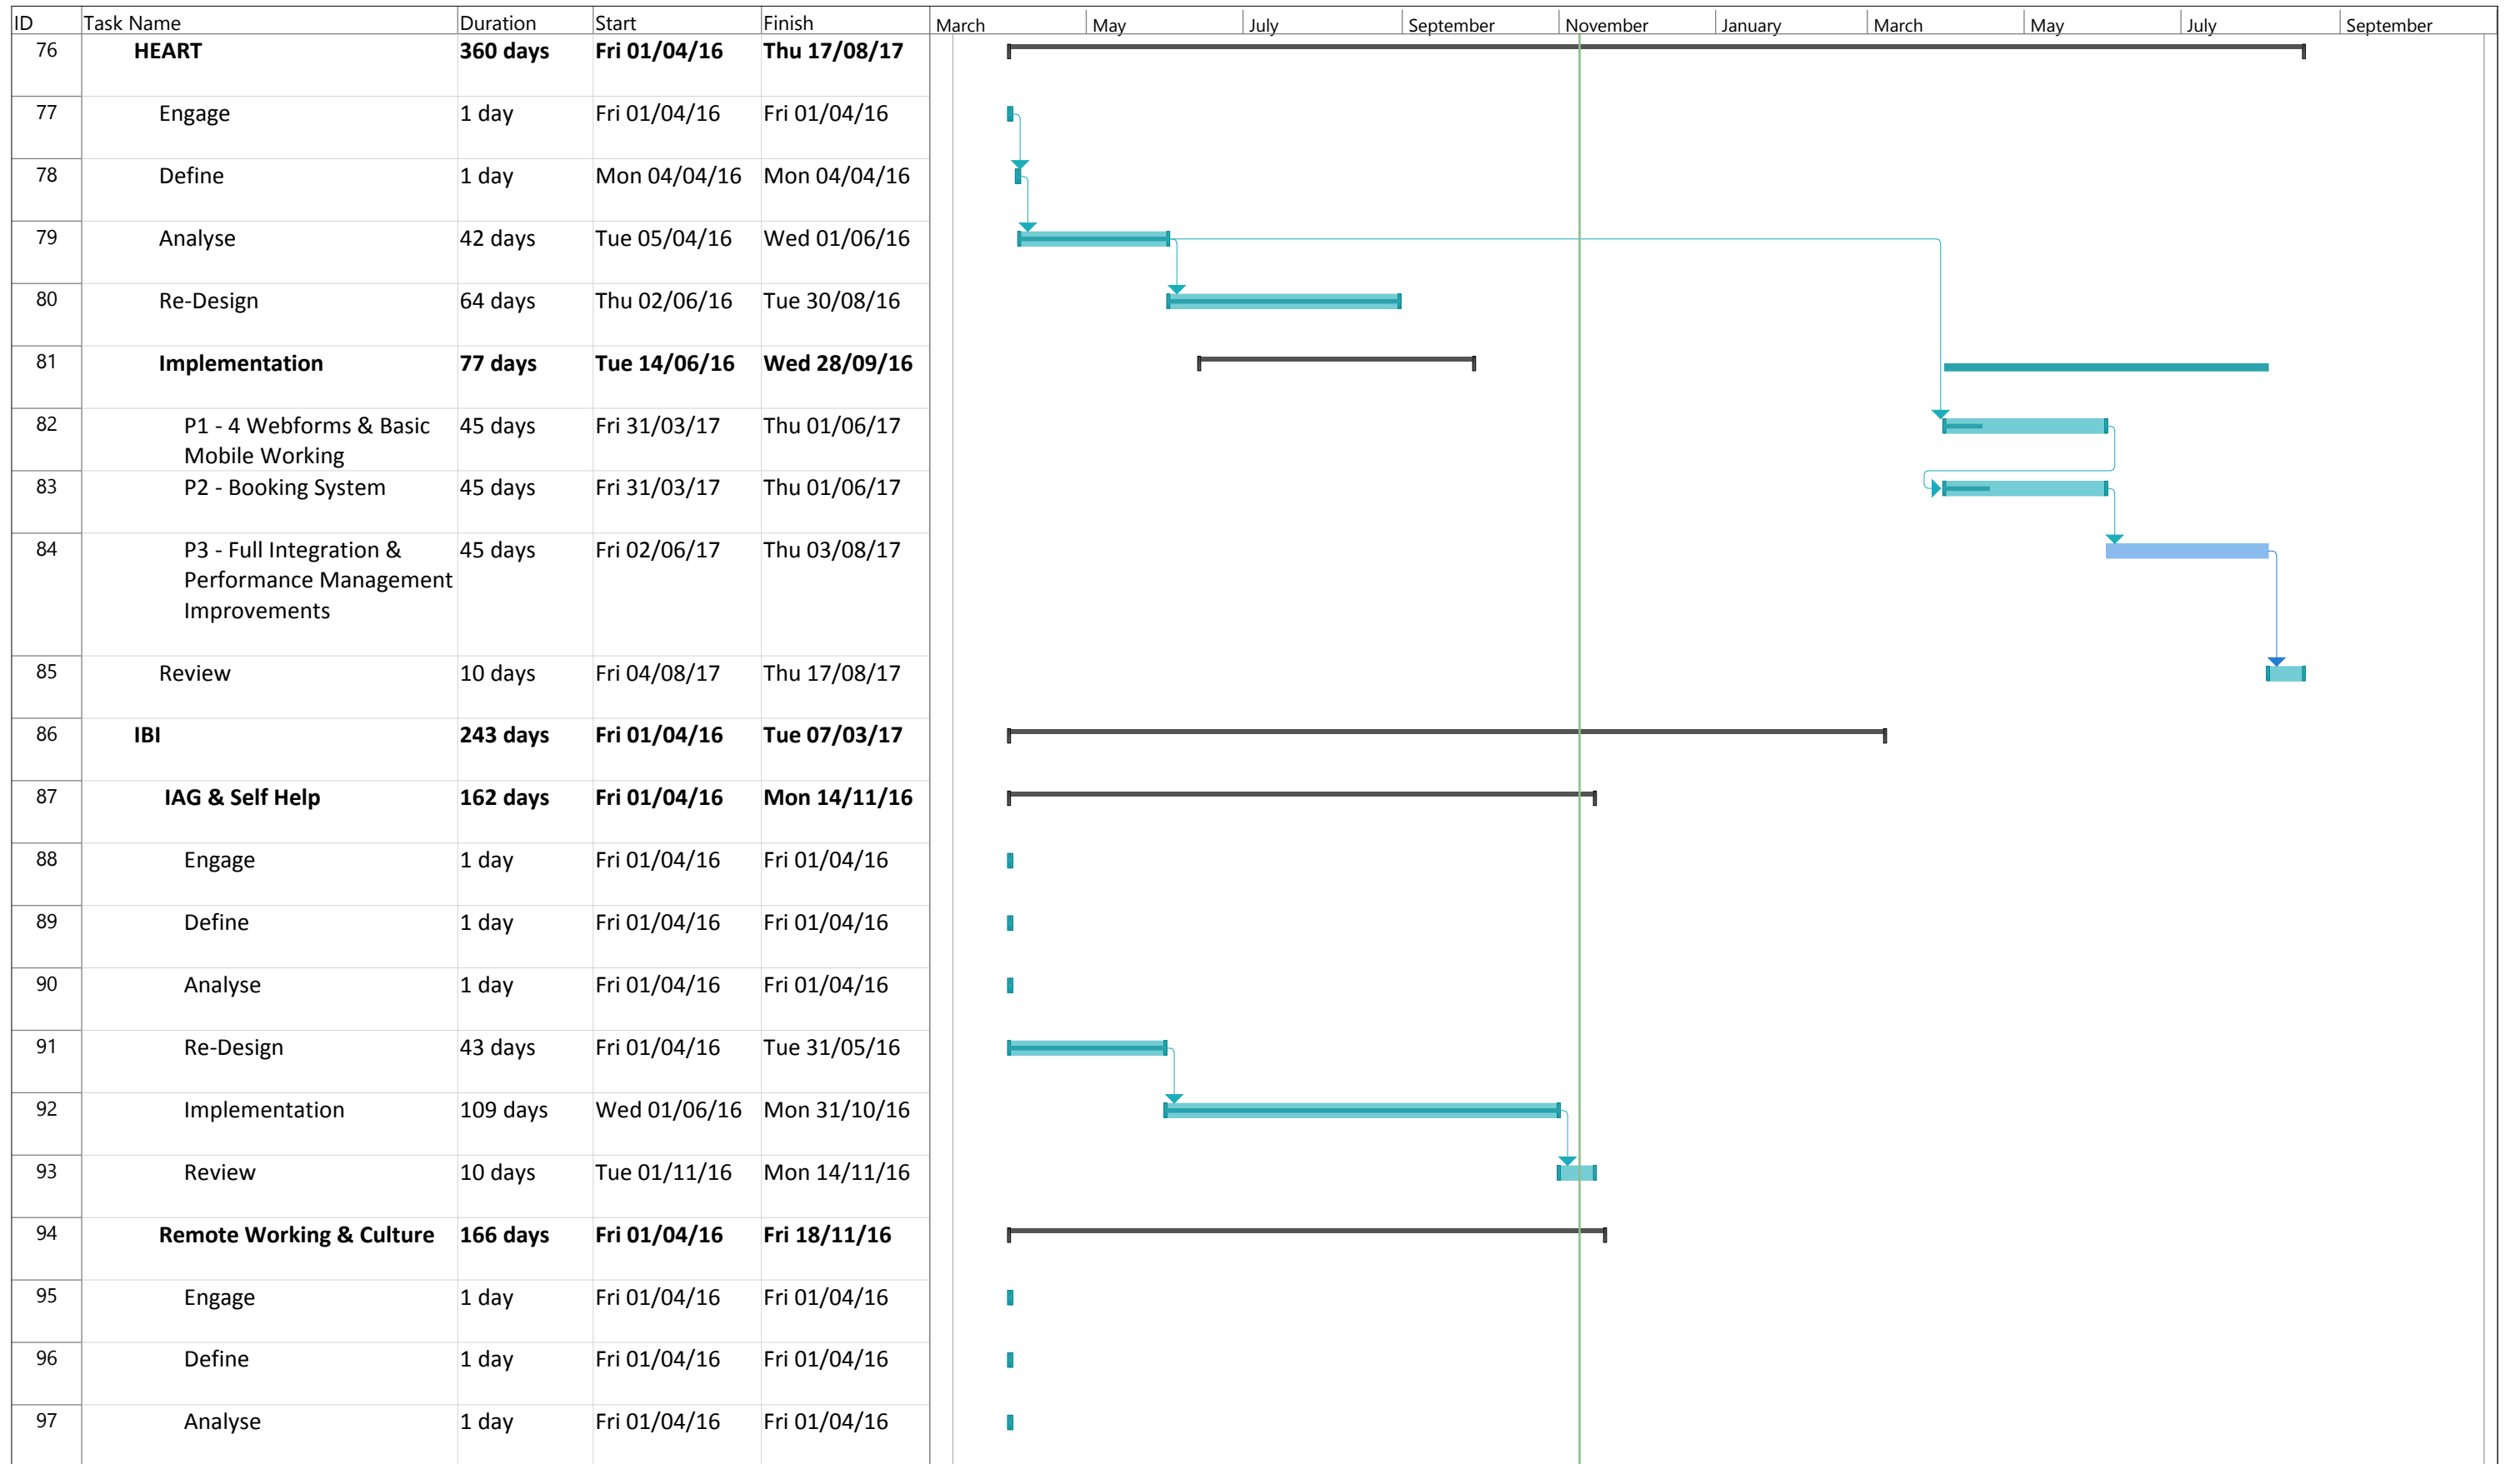 ID Task Name Duration Start Finish March May July September November January March May July September
76 HEART 360 days Fri 01/04/16 Thu 17/08/17
77 Engage 1 day Fri 01/04/16 Fri 01/04/16
78 Define 1 day Mon 04/04/16 Mon 04/04/16
79 Analyse 42 days Tue 05/04/16 Wed 01/06/16
80 Re-Design 64 days Thu 02/06/16 Tue 30/08/16
81 Implementation 77 days Tue 14/06/16 Wed 28/09/16
82 P1 - 4 Webforms & Basic 45 days Fri 31/03/17 Thu 01/06/17
Mobile Working
83 P2 - Booking System 45 days Fri 31/03/17 Thu 01/06/17
84 P3 - Full Integration & 45 days Fri 02/06/17 Thu 03/08/17
Performance Management
Improvements
85 Review 10 days Fri 04/08/17 Thu 17/08/17
86 IBI 243 days Fri 01/04/16 Tue 07/03/17
87 IAG & Self Help 162 days Fri 01/04/16 Mon 14/11/16
88 Engage 1 day Fri 01/04/16 Fri 01/04/16
89 Define 1 day Fri 01/04/16 Fri 01/04/16
90 Analyse 1 day Fri 01/04/16 Fri 01/04/16
91 Re-Design 43 days Fri 01/04/16 Tue 31/05/16
92 Implementation 109 days Wed 01/06/16 Mon 31/10/16
93 Review 10 days Tue 01/11/16 Mon 14/11/16
94 Remote Working & Culture 166 days Fri 01/04/16 Fri 18/11/16
95 Engage 1 day Fri 01/04/16 Fri 01/04/16
96 Define 1 day Fri 01/04/16 Fri 01/04/16
97 Analyse 1 day Fri 01/04/16 Fri 01/04/16